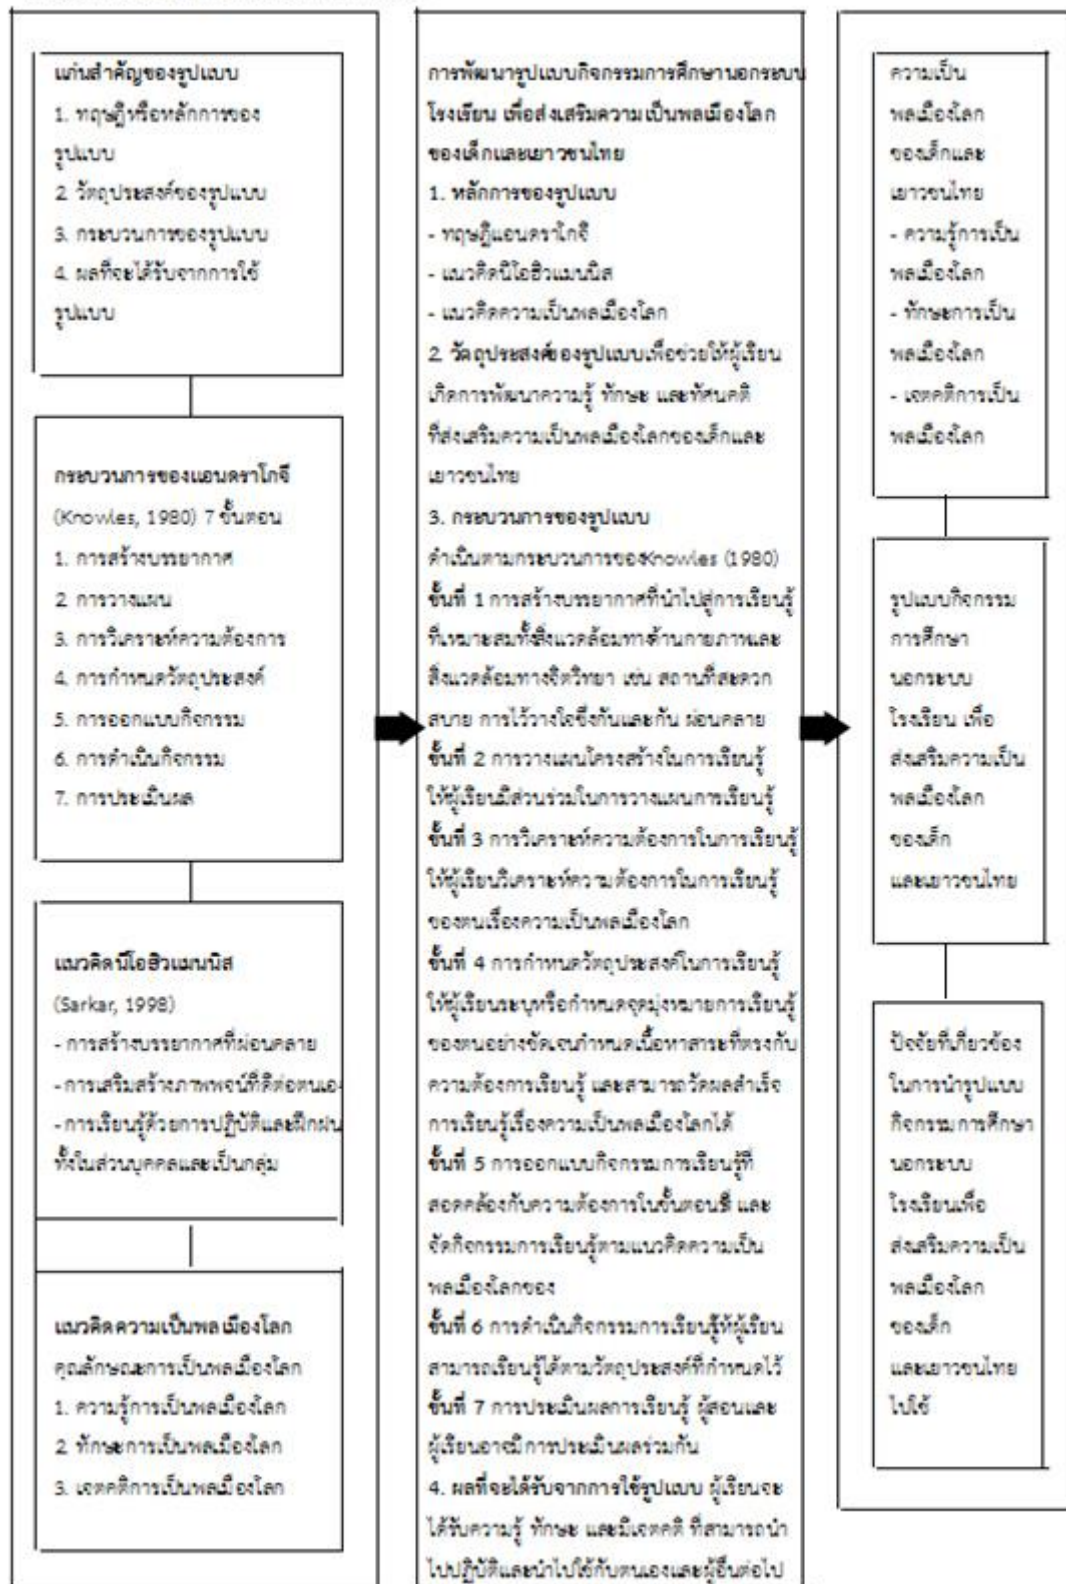 แก่นสำคัญของรูปแบบ
1. ทฤษฎีหรือหลักการของ
รูปแบบ
2. วัตถุประสงค์ของรูปแบบ
3. กระบวนการของรูปแบบ
4. ผลที่จะได้รับจากการใช้
รูปแบบ
กระบวนการของแอนดราโกจี
(Knowles, 1980) 7 ขั้นตอน
1. การสร้างบรรยากาศ
2. การวางแผน
3. การวิเคราะห์ความต้องการ
4. การกำหนดวัตถุประสงค์
5. การออกแบบกิจกรรม
6. การดำเนินกิจกรรม
7. การประเมินผล
แนวคิดนีโอฮิวแมนนิส
(Sarkar, 1998)
- การสร้างบรรยากาศที่ผ่อนคลาย
- การเสริมสร้างภาพพจน์ที่ดีต่อตนเอง
- การเรียนรู้ด้วยการปฏิบัติและฝึกฝน
ทั้งในส่วนบุคคลและเป็นกลุ่ม
แนวคิดความเป็นพลเมืองโลก
คุณลักษณะการเป็นพลเมืองโลก
1. ความรู้การเป็นพลเมืองโลก
2. ทักษะการเป็นพลเมืองโลก
3. เจตคติการเป็นพลเมืองโลก
การพัฒนารูปแบบกิจกรรมการศึกษานอกระบบ
โรงเรียน เพื่อส่งเสริมความเป็นพลเมืองโลก
ของเด็กและเยาวชนไทย
1. หลักการของรูปแบบ
- ทฤษฎีแอนดราโกจี
- แนวคิดนีโอฮิวแมนนิส
- แนวคิดความเป็นพลเมืองโลก
2. วัตถุประสงค์ของรูปแบบเพื่อช่วยให้ผู้เรียน
เกิดการพัฒนาความรู้ ทักษะ และทัศนคติ
ที่ส่งเสริมความเป็นพลเมืองโลกของเด็กและ
เยาวชนไทย
3. กระบวนการของรูปแบบ
ดำเนินตามกระบวนการของKnowles (1980)
ขั้นที่ 1 การสร้างบรรยากาศที่นำไปสู่การเรียนรู้
ที่เหมาะสมทั้งสิ่งแวดล้อมทางด้านกายภาพและ
สิ่งแวดล้อมทางจิตวิทยา เช่น สถานที่สะดวก
สบาย การไว้วางใจซึ่งกันและกัน ผ่อนคลาย
ขั้นที่ 2 การวางแผนโครงสร้างในการเรียนรู้
ให้ผู้เรียนมีส่วนร่วมในการวางแผนการเรียนรู้
ขั้นที่ 3 การวิเคราะห์ความต้องการในการเรียนรู้
ให้ผู้เรียนวิเคราะห์ความต้องการในการเรียนรู้
ของตนเรื่องความเป็นพลเมืองโลก
ขั้นที่ 4 การกำหนดวัตถุประสงค์ในการเรียนรู้
ให้ผู้เรียนระบุหรือกำหนดจุดมุ่งหมายการเรียนรู้
ของตนอย่างชัดเจนกำหนดเนื้อหาสาระที่ตรงกับ
ความต้องการเรียนรู้ และสามารถวัดผลสำเร็จ
การเรียนรู้เรื่องความเป็นพลเมืองโลกได้
ขั้นที่ 5 การออกแบบกิจกรรมการเรียนรู้ที่
สอดคล้องกับความต้องการในขั้นตอนที่ และ
จัดกิจกรรมการเรียนรู้ตามแนวคิดความเป็น
พลเมืองโลกของ
ขั้นที่ 6 การดำเนินกิจกรรมการเรียนรู้ให้ผู้เรียน
สามารถเรียนรู้ได้ตามวัตถุประสงค์ที่กำหนดไว้
ขั้นที่ 7 การประเมินผลการเรียนรู้ ผู้สอนและ
ผู้เรียนอาจมีการประเมินผลร่วมกัน
4. ผลที่จะได้รับจากการใช้รูปแบบ ผู้เรียนจะ
ได้รับความรู้ ทักษะ และมีเจตคติ ที่สามารถนำ
ไปปฏิบัติและนำไปใช้กับตนเองและผู้อื่นต่อไป
ความเป็น
พลเมืองโลก
ของเด็กและ
เยาวชนไทย
- ความรู้การเป็น
พลเมืองโลก
- ทักษะการเป็น
พลเมืองโลก
- เจตคติการเป็น
พลเมืองโลก
รูปแบบกิจกรรม
การศึกษา
นอกระบบ
โรงเรียน เพื่อ
ส่งเสริมความเป็น
พลเมืองโลก
ของเด็ก
และเยาวชนไทย
ปัจจัยที่เกี่ยวข้อง
ในการนำรูปแบบ
กิจกรรมการศึกษา
นอกระบบ
โรงเรียนเพื่อ
ส่งเสริมความเป็น
พลเมืองโลก
ของเด็ก
และเยาวชนไทย
ไปใช้